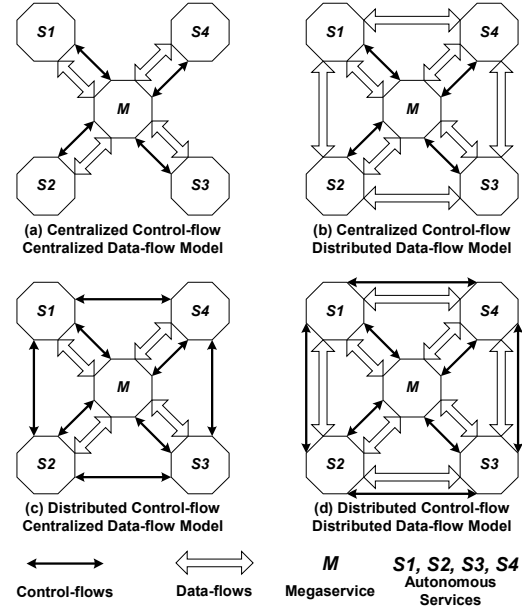 S1
S4
M
S2
S3
(a) Centralized Control-flow
Centralized Data-flow Model
S1
S4
M
S2
S3
(b) Centralized Control-flow
Distributed Data-flow Model
S1
S4
M
S2
S3
(c) Distributed Control-flow
Centralized Data-flow Model
S1
S4
M
S2
S3
(d) Distributed Control-flow
Distributed Data-flow Model
Control-flows
Data-flows
M
Megaservice
S1, S2, S3, S4
Autonomous
Services